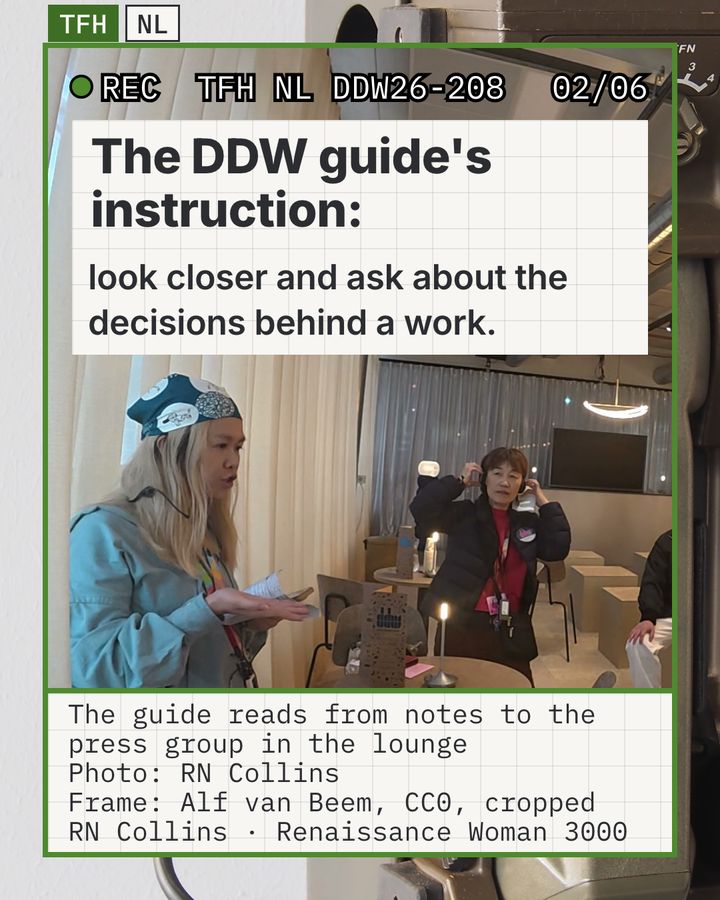 TFH NL
REC TFH NL DDW26-208 02/06
The DDW guide's
instruction:
look closer and ask about the
decisions behind a work.
The guide reads from notes to the
press group in the lounge
Photo: RN Collins
Frame: Alf van Beem, CC0, cropped
RN Collins · Renaissance Woman 3000
3
4